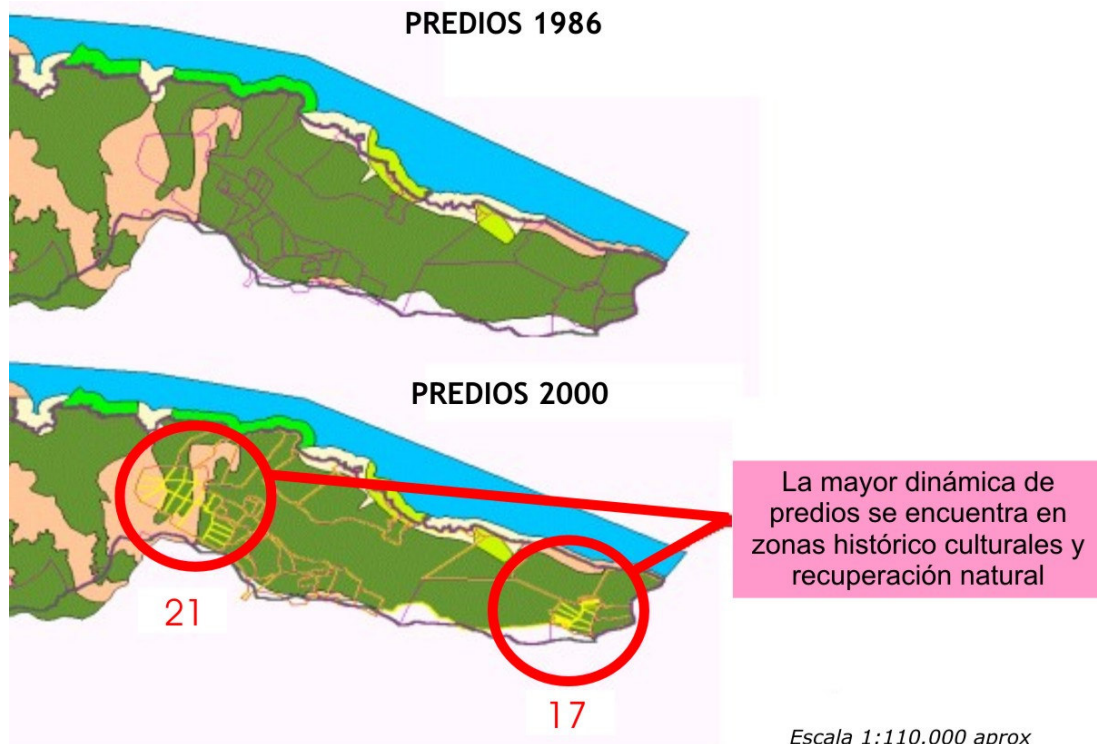 PREDIOS 1986
PREDIOS 2000
La mayor dinámica de
predios se encuentra en
zonas histórico culturales y
recuperación natural
21
17
Escala 1:110.000 aprox